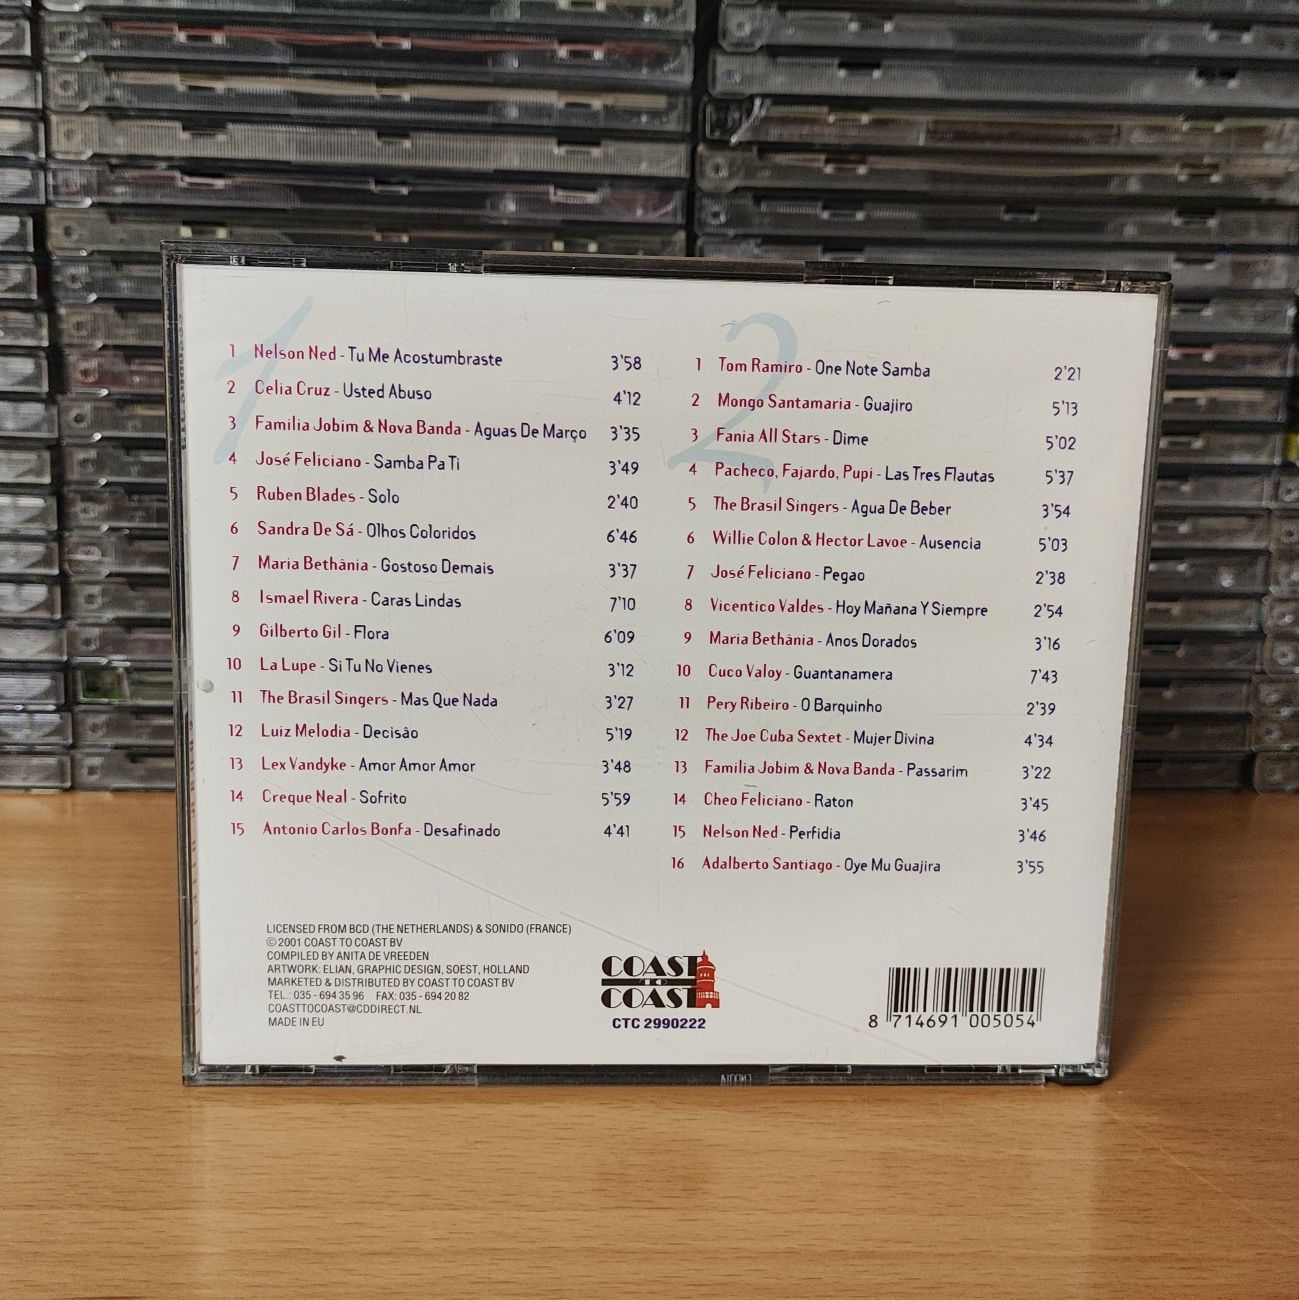 1
1 Nelson Ned - Tu Me Acostumbraste 3'58
2 Celia Cruz - Usted Abuso 4'12
3 Familia Jobim & Nova Banda - Aguas De Março 3'35
4 José Feliciano - Samba Pa Ti 3'49
5 Ruben Blades - Solo 2'40
6 Sandra De Sá - Olhos Coloridos 6'46
7 Maria Bethânia - Gostoso Demais 3'37
8 Ismael Rivera - Caras Lindas 7'10
9 Gilberto Gil - Flora 6'09
10 La Lupe - Si Tu No Vienes 3'12
11 The Brasil Singers - Mas Que Nada 3'27
12 Luiz Melodia - Decisâo 5'19
13 Lex Vandyke - Amor Amor Amor 3'48
14 Creque Neal - Sofrito 5'59
15 Antonio Carlos Bonfa - Desafinado 4'41
2
1 Tom Ramiro - One Note Samba 2'21
2 Mongo Santamaria - Guajiro 5'13
3 Fania All Stars - Dime 5'02
4 Pacheco, Fajardo, Pupi - Las Tres Flautas 5'37
5 The Brasil Singers - Agua De Beber 3'54
6 Willie Colon & Hector Lavoe - Ausencia 5'03
7 José Feliciano - Pegao 2'38
8 Vicentico Valdes - Hoy Mañana Y Siempre 2'54
9 Maria Bethânia - Anos Dorados 3'16
10 Cuco Valoy - Guantanamera 7'43
11 Pery Ribeiro - O Barquinho 2'39
12 The Joe Cuba Sextet - Mujer Divina 4'34
13 Familia Jobim & Nova Banda - Passarim 3'22
14 Cheo Feliciano - Raton 3'45
15 Nelson Ned - Perfidia 3'46
16 Adalberto Santiago - Oye Mu Guajira 3'55
LICENSED FROM BCD (THE NETHERLANDS) & SONIDO (FRANCE)
© 2001 COAST TO COAST BV
COMPILED BY ANITA DE VREEDEN
ARTWORK: ELIAN, GRAPHIC DESIGN, SOEST, HOLLAND
MARKETED & DISTRIBUTED BY COAST TO COAST BV
TEL.: 035 - 694 35 96 FAX: 035 - 694 20 82
COASTTOCOAST@CDDIRECT.NL
MADE IN EU
COAST
TO
COAST
CTC 2990222
8 714691 005054